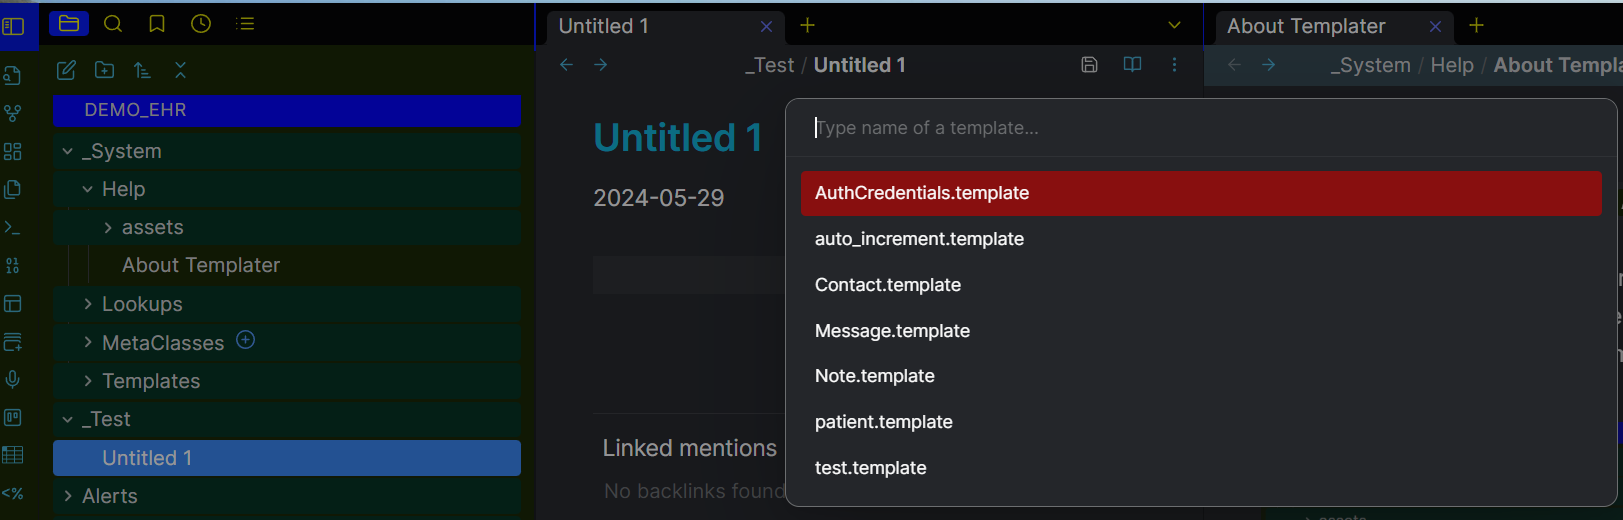 Untitled 1
About Templater
_Test / Untitled 1
_System / Help / About Templa
DEMO_EHR
_System
Help
assets
About Templater
Lookups
MetaClasses
Templates
_Test
Untitled 1
Alerts
Untitled 1
2024-05-29
Linked mentions
No backlinks found
Type name of a template...
AuthCredentials.template
auto_increment.template
Contact.template
Message.template
Note.template
patient.template
test.template
assets